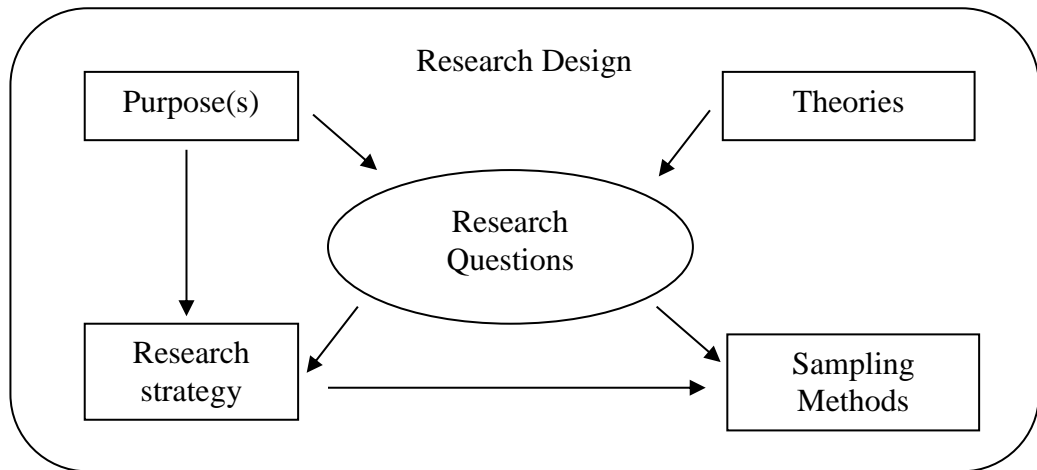 Research Design
Purpose(s)
Theories
Research
Questions
Research
strategy
Sampling
Methods